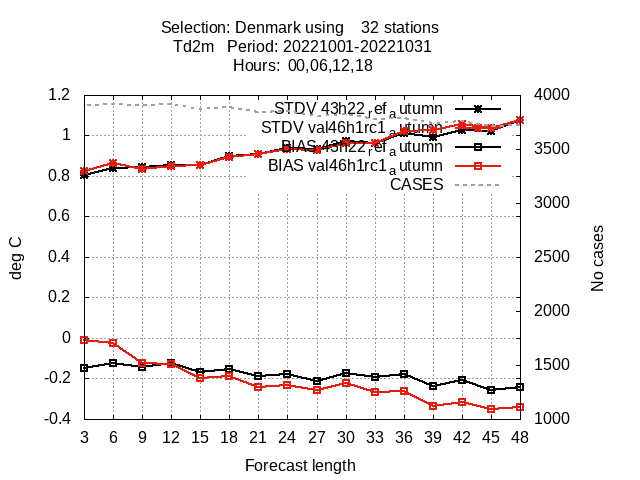 Selection: Denmark using    32 stations
Td2m   Period: 20221001-20221031
Hours:  00,06,12,18
deg C
No cases
1.2
1
0.8
0.6
0.4
0.2
0
-0.2
-0.4
4000
3500
3000
2500
2000
1500
1000
STDV 43h22_ref_autumn
STDV val46h1rc1_autumn
BIAS 43h22_ref_autumn
BIAS val46h1rc1_autumn
CASES
3 6 9 12 15 18 21 24 27 30 33 36 39 42 45 48
Forecast length